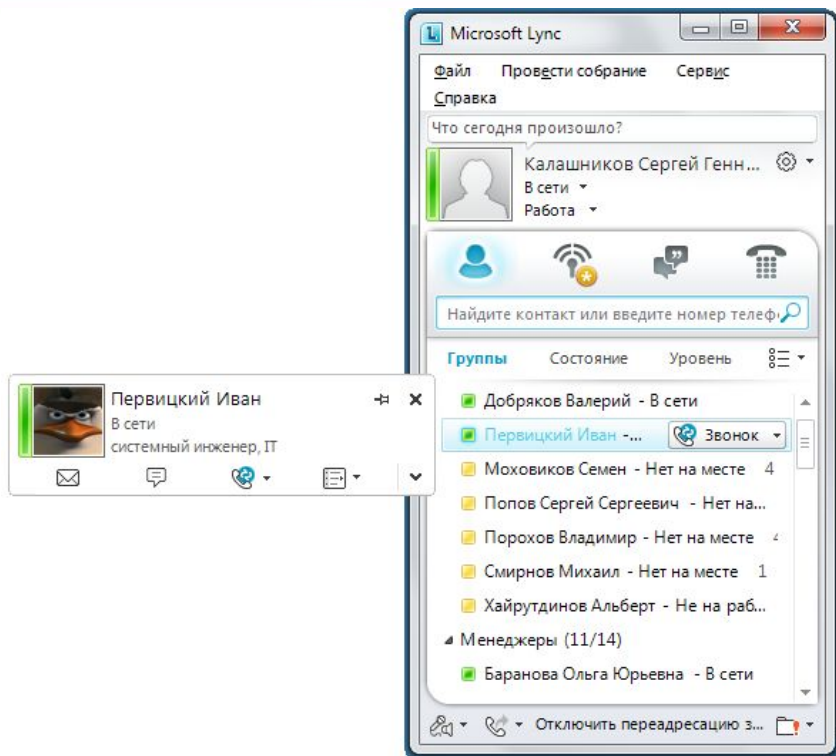 Microsoft Lync
Файл Провести собрание Сервис
Справка
Что сегодня произошло?
Калашников Сергей Генн...
В сети
Работа
Найдите контакт или введите номер телеф
Группы Состояние Уровень
Добряков Валерий - В сети
Первицкий Иван -... Звонок
Моховиков Семен - Нет на месте 4
Попов Сергей Сергеевич - Нет на...
Порохов Владимир - Нет на месте 4
Смирнов Михаил - Нет на месте 1
Хайрутдинов Альберт - Не на раб...
Менеджеры (11/14)
Баранова Ольга Юрьевна - В сети
Отключить переадресацию з...
Первицкий Иван
В сети
системный инженер, IT